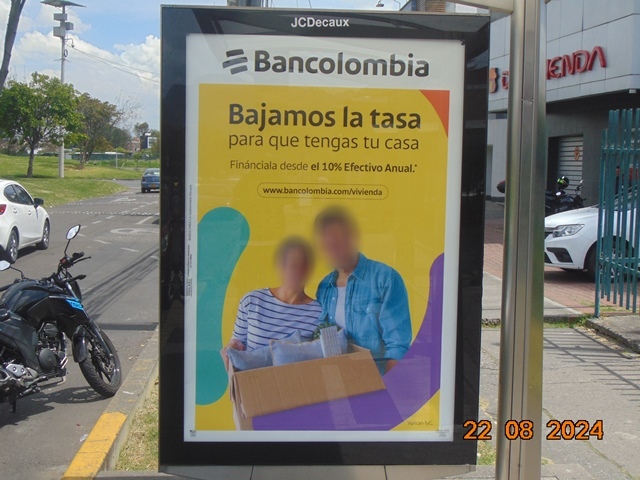 JCDecaux
Bancolombia
Bajamos la tasa
para que tengas tu casa
Fináncíala desde el 10% Efectivo Anual.*
www.bancolombia.com/vivienda
22 08 2024